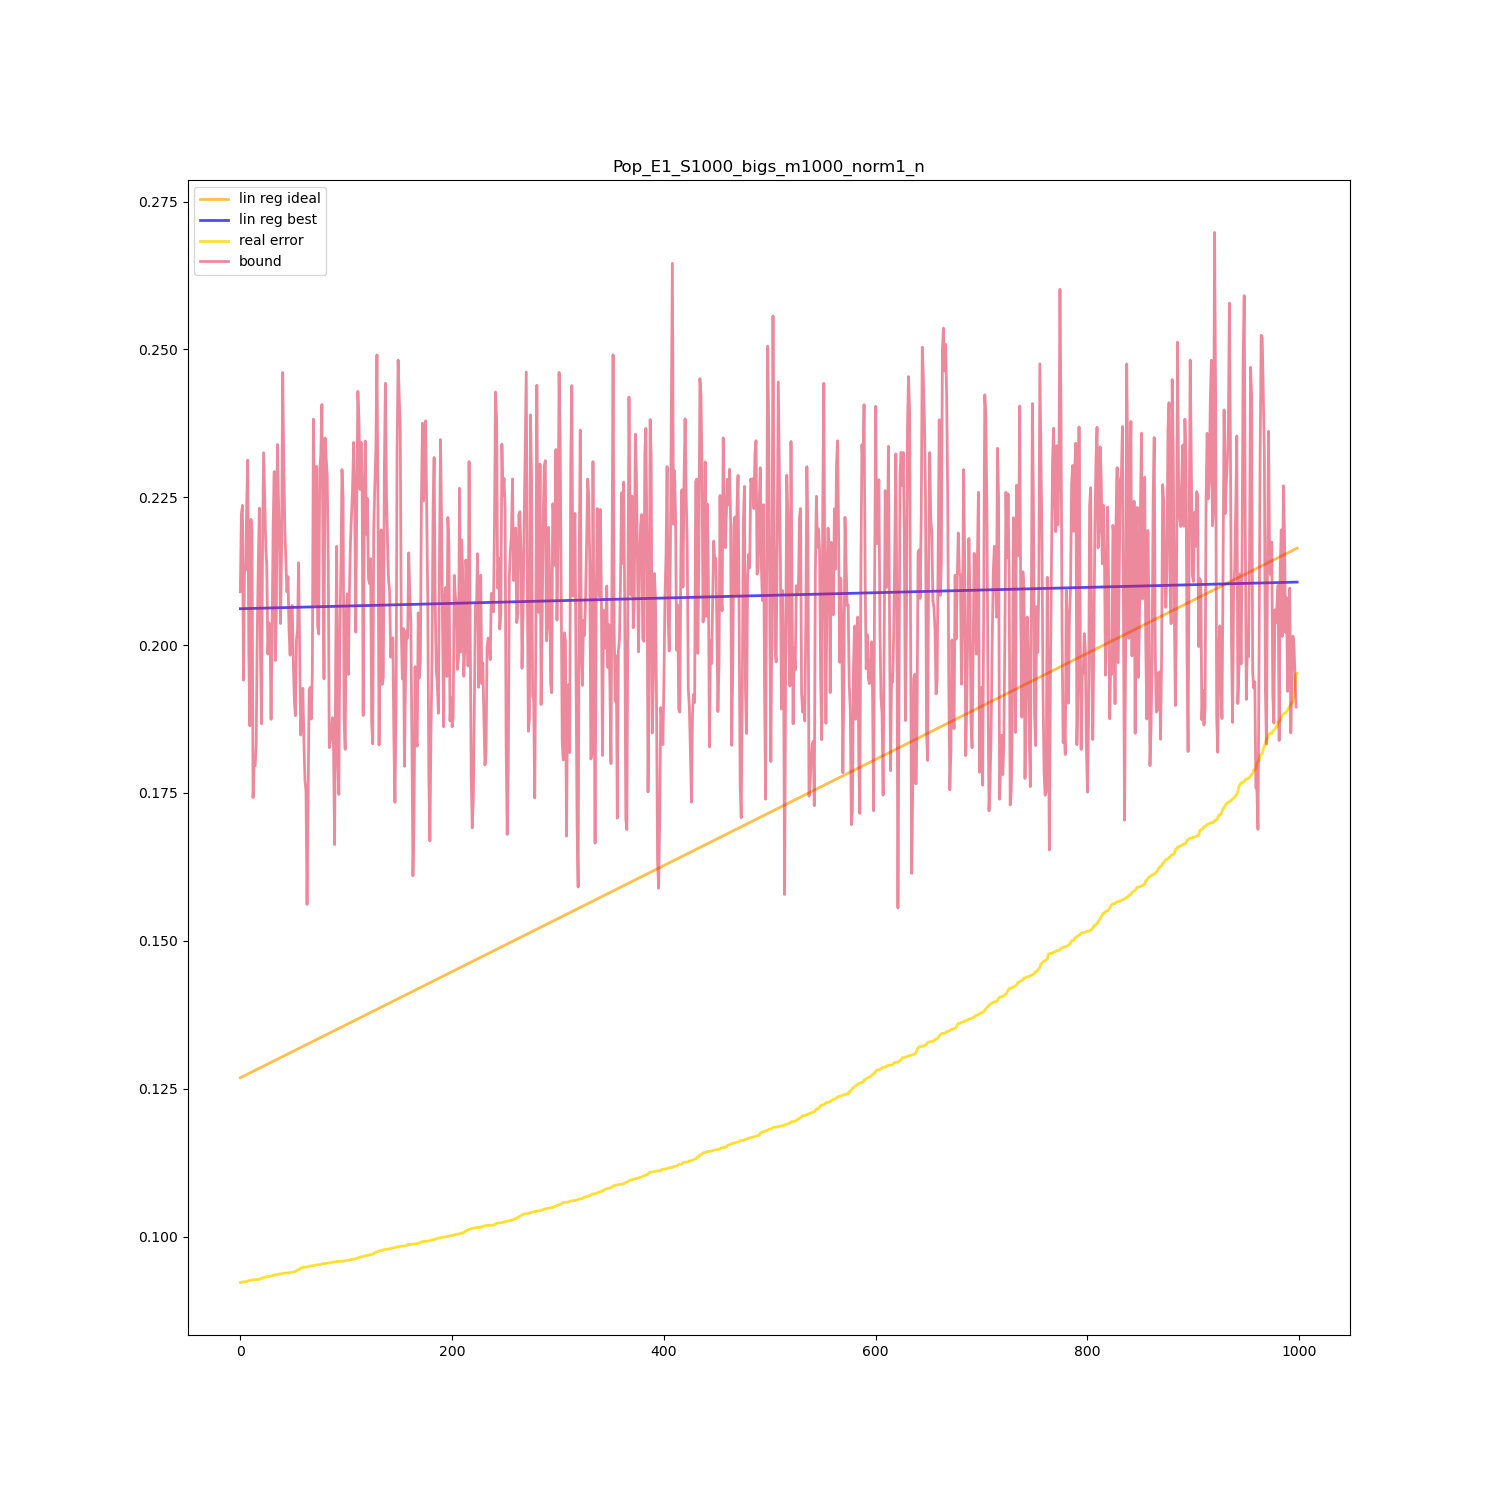 Pop_E1_S1000_bigs_m1000_norm1_n
lin reg ideal
lin reg best
real error
bound
0.275
0.250
0.225
0.200
0.175
0.150
0.125
0.100
0 200 400 600 800 1000